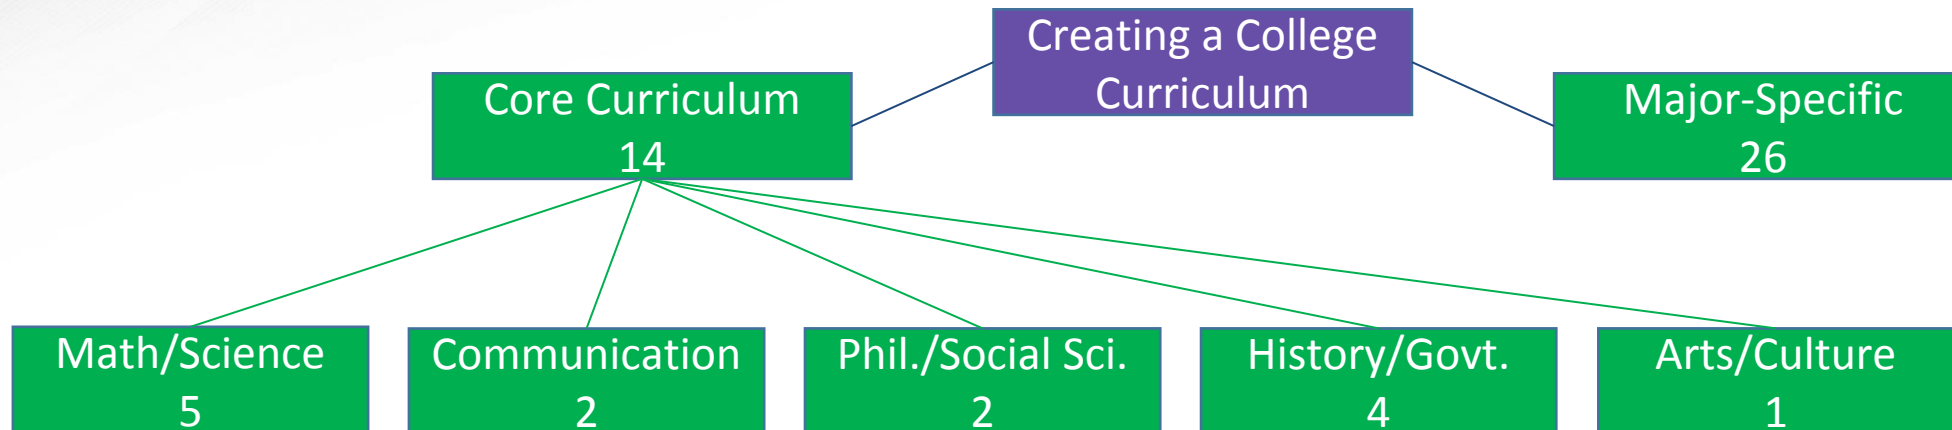 Creating a College
Curriculum
Core Curriculum
14
Major-Specific
26
Math/Science
5
Communication
2
Phil./Social Sci.
2
History/Govt.
4
Arts/Culture
1